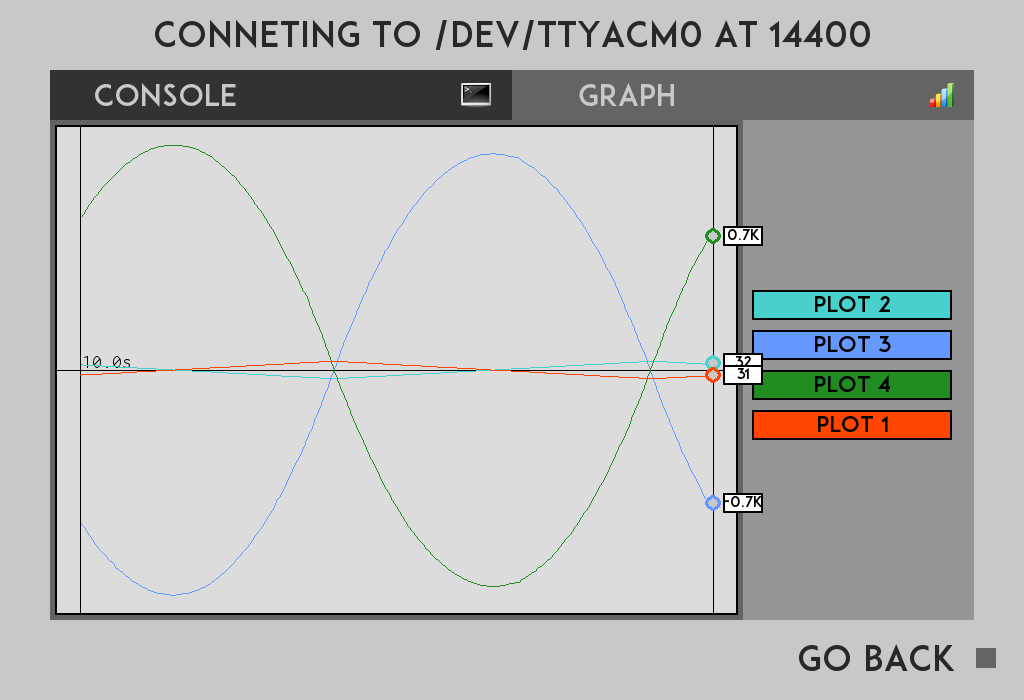 CONNETING TO /DEV/TTYACM0 AT 14400
CONSOLE
GRAPH
0.7K
PLOT 2
PLOT 3
10.0s
32
31
PLOT 4
PLOT 1
-0.7K
GO BACK